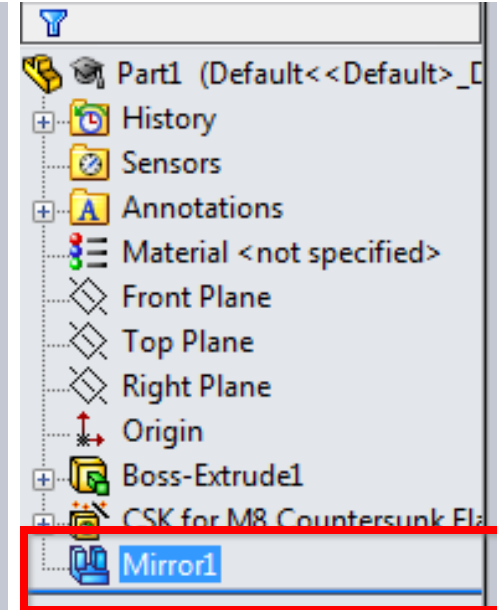 Part1 (Default<<Default>_D
History
Sensors
A Annotations
Material <not specified>
Front Plane
Top Plane
Right Plane
Origin
Boss-Extrude1
CSK for M8 Countersunk Fla
Mirror1